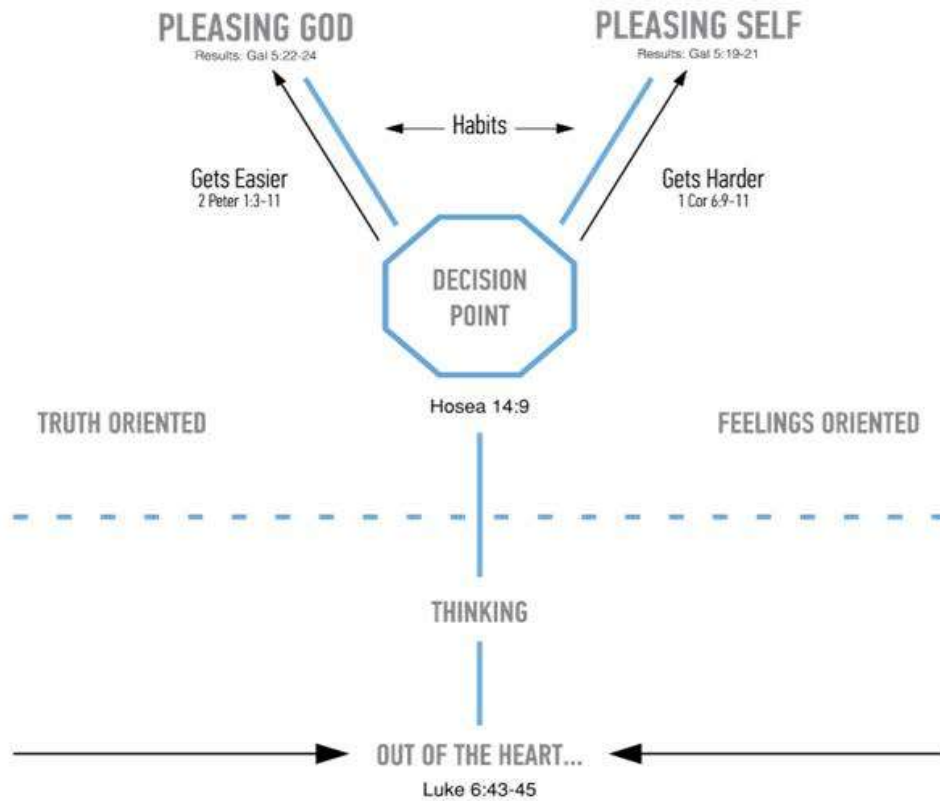 PLEASING GOD
Results: Gal 5:22-24
PLEASING SELF
Results: Gal 5:19-21
Habits
Gets Easier
2 Peter 1:3-11
Gets Harder
1 Cor 6:9-11
DECISION
POINT
Hosea 14:9
TRUTH ORIENTED
FEELINGS ORIENTED
THINKING
OUT OF THE HEART...
Luke 6:43-45